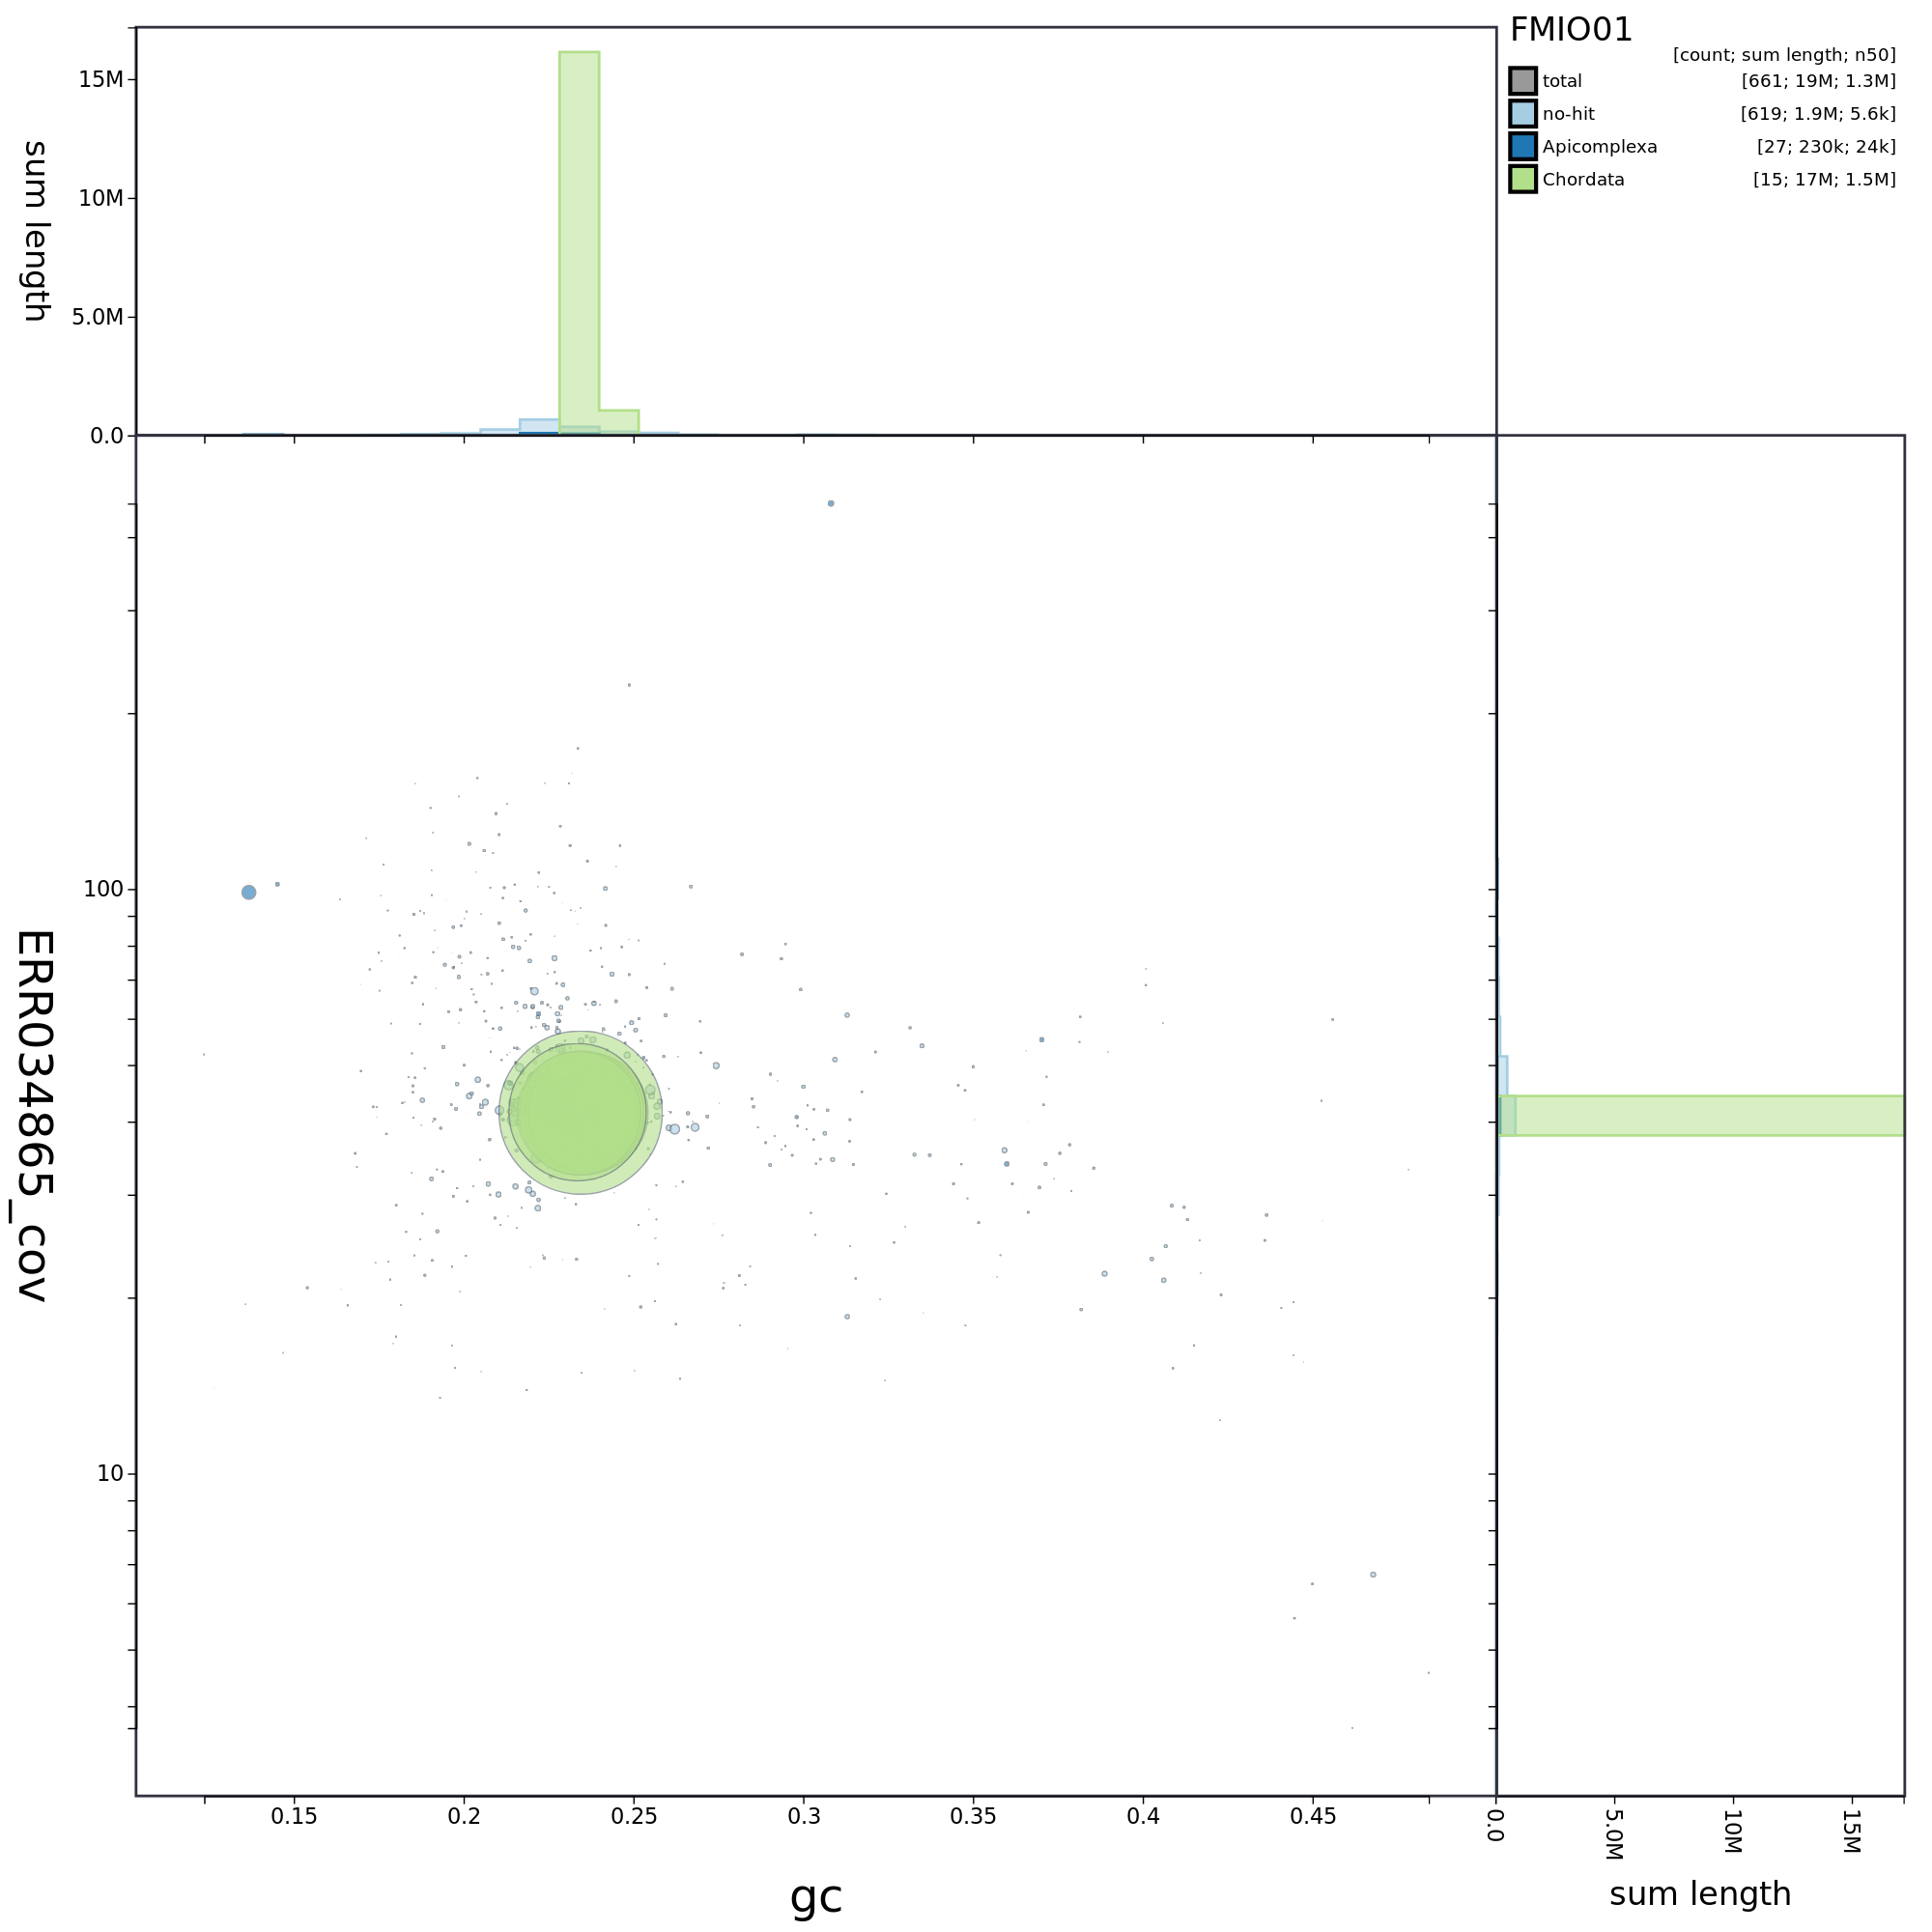 FMIO01
[count; sum length; n50]
total [661; 19M; 1.3M]
no-hit [619; 1.9M; 5.6k]
Apicomplexa [27; 230k; 24k]
Chordata [15; 17M; 1.5M]
sum length
15M
10M
5.0M
0.0
ERR034865_cov
100
10
0.15 0.2 0.25 0.3 0.35 0.4 0.45
gc
0.0 5.0M 10M 15M
sum length